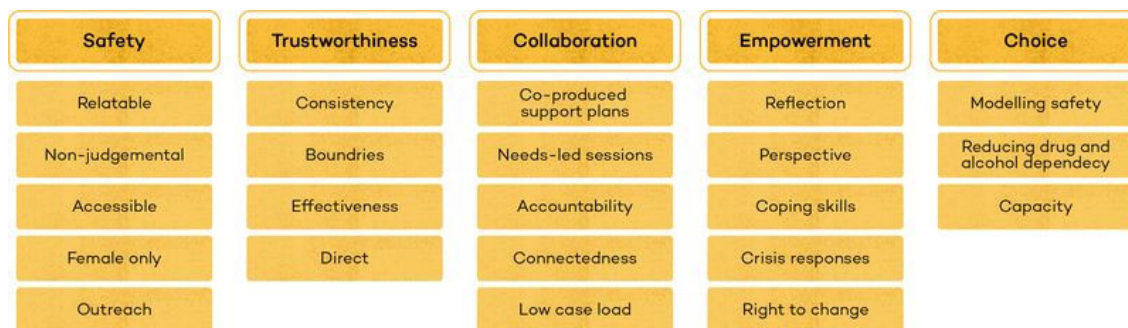 Safety
Relatable
Non-judgemental
Accessible
Female only
Outreach
Trustworthiness
Consistency
Boundries
Effectiveness
Direct
Collaboration
Co-produced
support plans
Needs-led sessions
Accountability
Connectedness
Low case load
Empowerment
Reflection
Perspective
Coping skills
Crisis responses
Right to change
Choice
Modelling safety
Reducing drug and
alcohol dependecy
Capacity